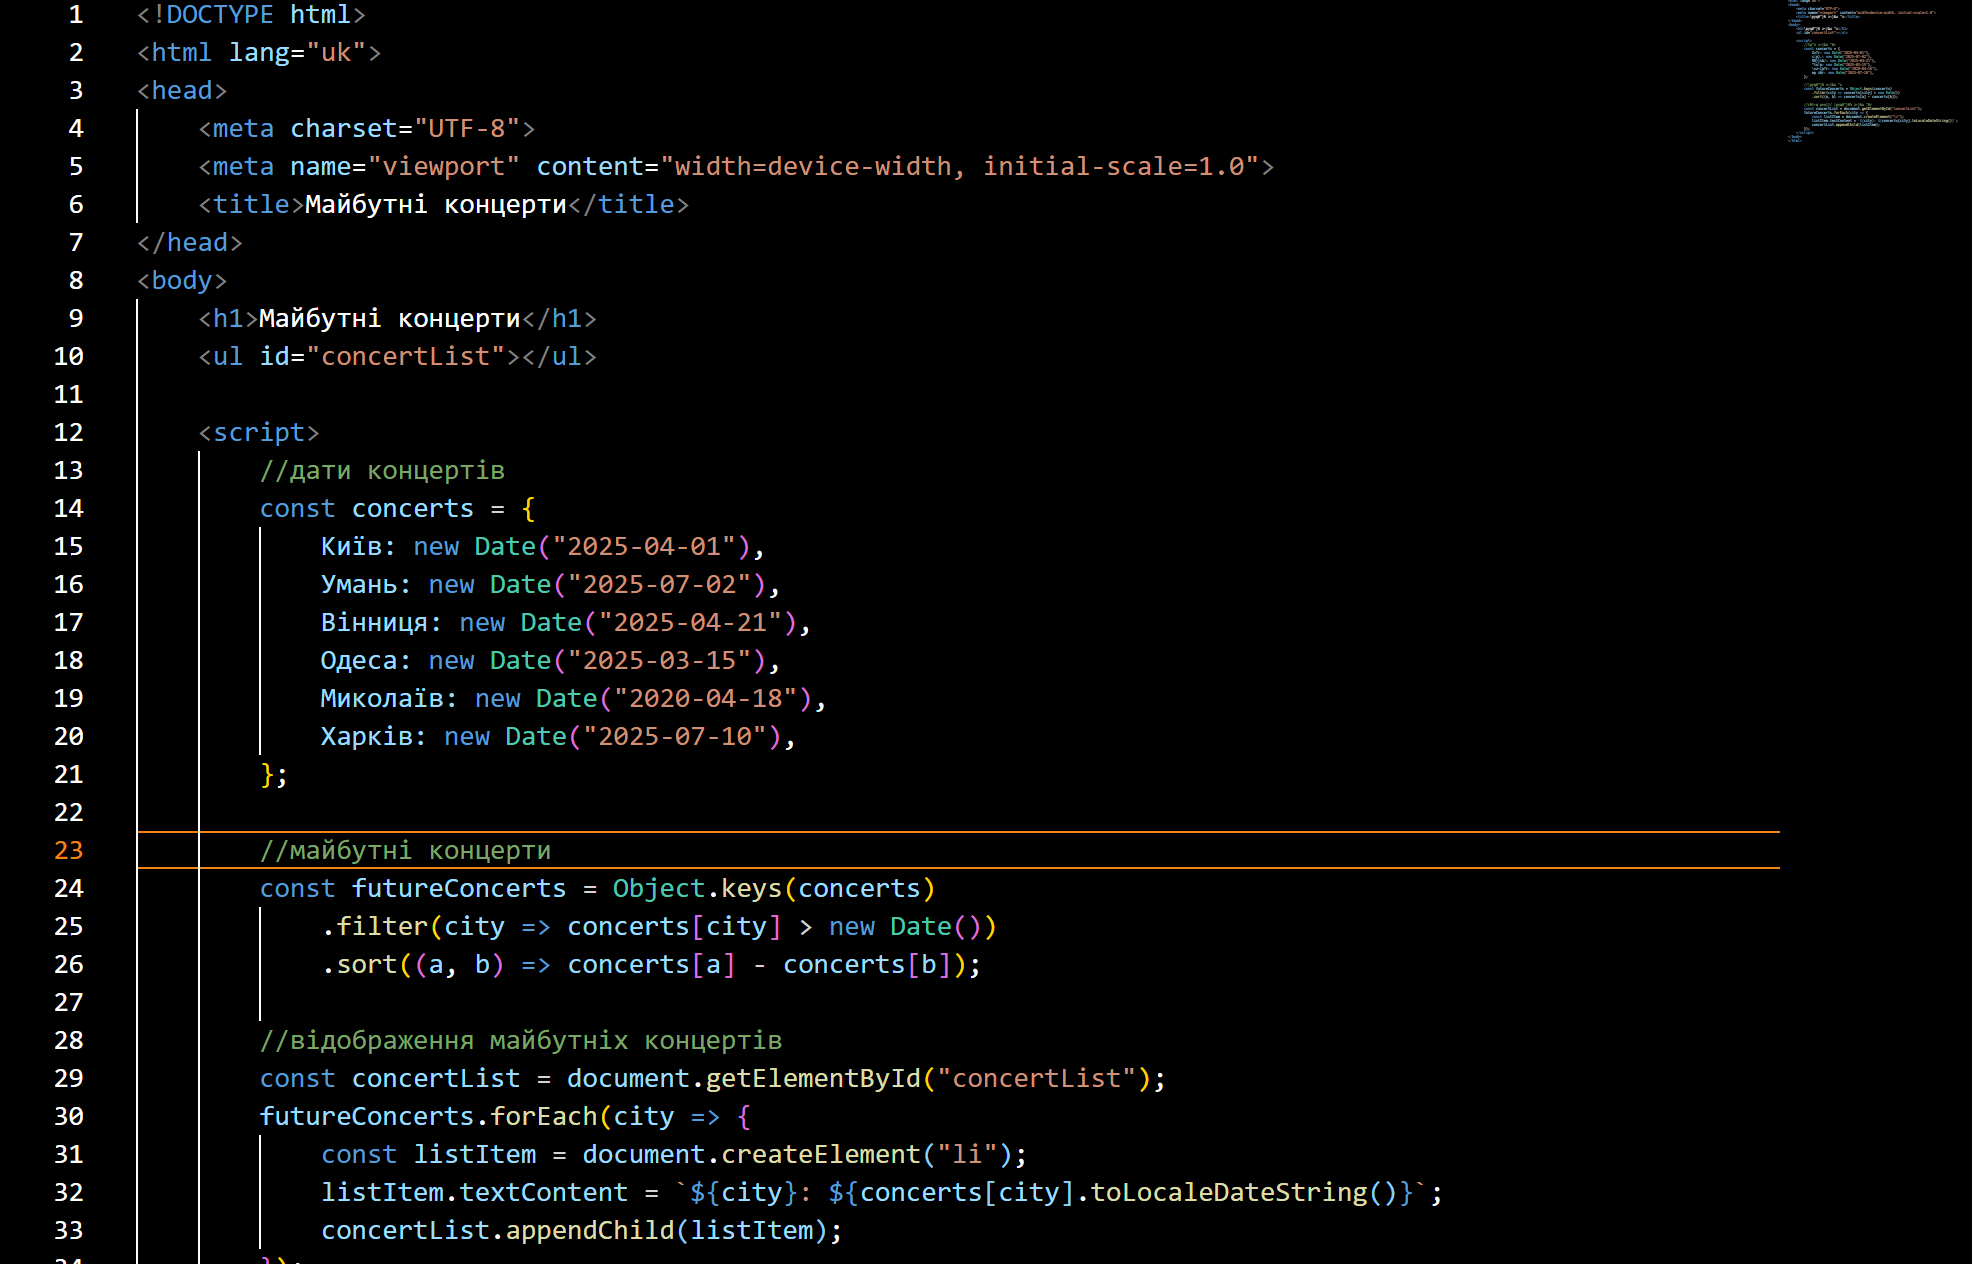 1 <!DOCTYPE html>
2 <html lang="uk">
3 <head>
4     <meta charset="UTF-8">
5     <meta name="viewport" content="width=device-width, initial-scale=1.0">
6     <title>Майбутні концерти</title>
7 </head>
8 <body>
9     <h1>Майбутні концерти</h1>
10     <ul id="concertList"></ul>
11
12     <script>
13         //дати концертів
14         const concerts = {
15             Київ: new Date("2025-04-01"),
16             Умань: new Date("2025-07-02"),
17             Вінниця: new Date("2025-04-21"),
18             Одеса: new Date("2025-03-15"),
19             Миколаїв: new Date("2020-04-18"),
20             Харків: new Date("2025-07-10"),
21         };
22
23         //майбутні концерти
24         const futureConcerts = Object.keys(concerts)
25             .filter(city => concerts[city] > new Date())
26             .sort((a, b) => concerts[a] - concerts[b]);
27
28         //відображення майбутніх концертів
29         const concertList = document.getElementById("concertList");
30         futureConcerts.forEach(city => {
31             const listItem = document.createElement("li");
32             listItem.textContent = `${city}: ${concerts[city].toLocaleDateString()}`;
33             concertList.appendChild(listItem);
34         });